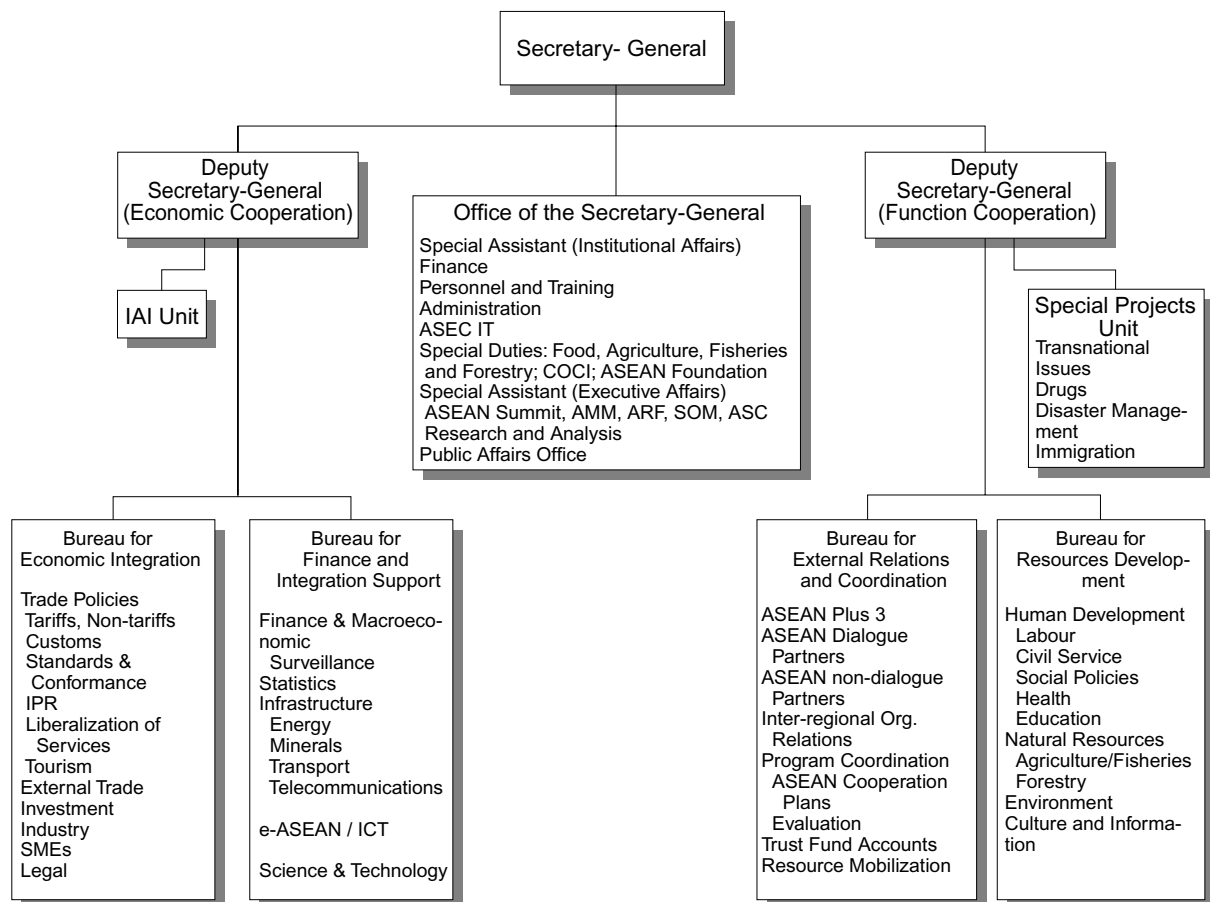 Secretary- General
Deputy
Secretary-General
(Economic Cooperation)
Office of the Secretary-General
Special Assistant (Institutional Affairs)
Finance
Personnel and Training
Administration
ASEC IT
Special Duties: Food, Agriculture, Fisheries
and Forestry; COCI; ASEAN Foundation
Special Assistant (Executive Affairs)
ASEAN Summit, AMM, ARF, SOM, ASC
Research and Analysis
Public Affairs Office
Deputy
Secretary-General
(Function Cooperation)
IAI Unit
Special Projects
Unit
Transnational
Issues
Drugs
Disaster Manage-
ment
Immigration
Bureau for
Economic Integration
Trade Policies
Tariffs, Non-tariffs
Customs
Standards &
Conformance
IPR
Liberalization of
Services
Tourism
External Trade
Investment
Industry
SMEs
Legal
Bureau for
Finance and
Integration Support
Finance & Macroeco-
nomic
Surveillance
Statistics
Infrastructure
Energy
Minerals
Transport
Telecommunications
e-ASEAN / ICT
Science & Technology
Bureau for
External Relations
and Coordination
ASEAN Plus 3
ASEAN Dialogue
Partners
ASEAN non-dialogue
Partners
Inter-regional Org.
Relations
Program Coordination
ASEAN Cooperation
Plans
Evaluation
Trust Fund Accounts
Resource Mobilization
Bureau for
Resources Develop-
ment
Human Development
Labour
Civil Service
Social Policies
Health
Education
Natural Resources
Agriculture/Fisheries
Forestry
Environment
Culture and Informa-
tion